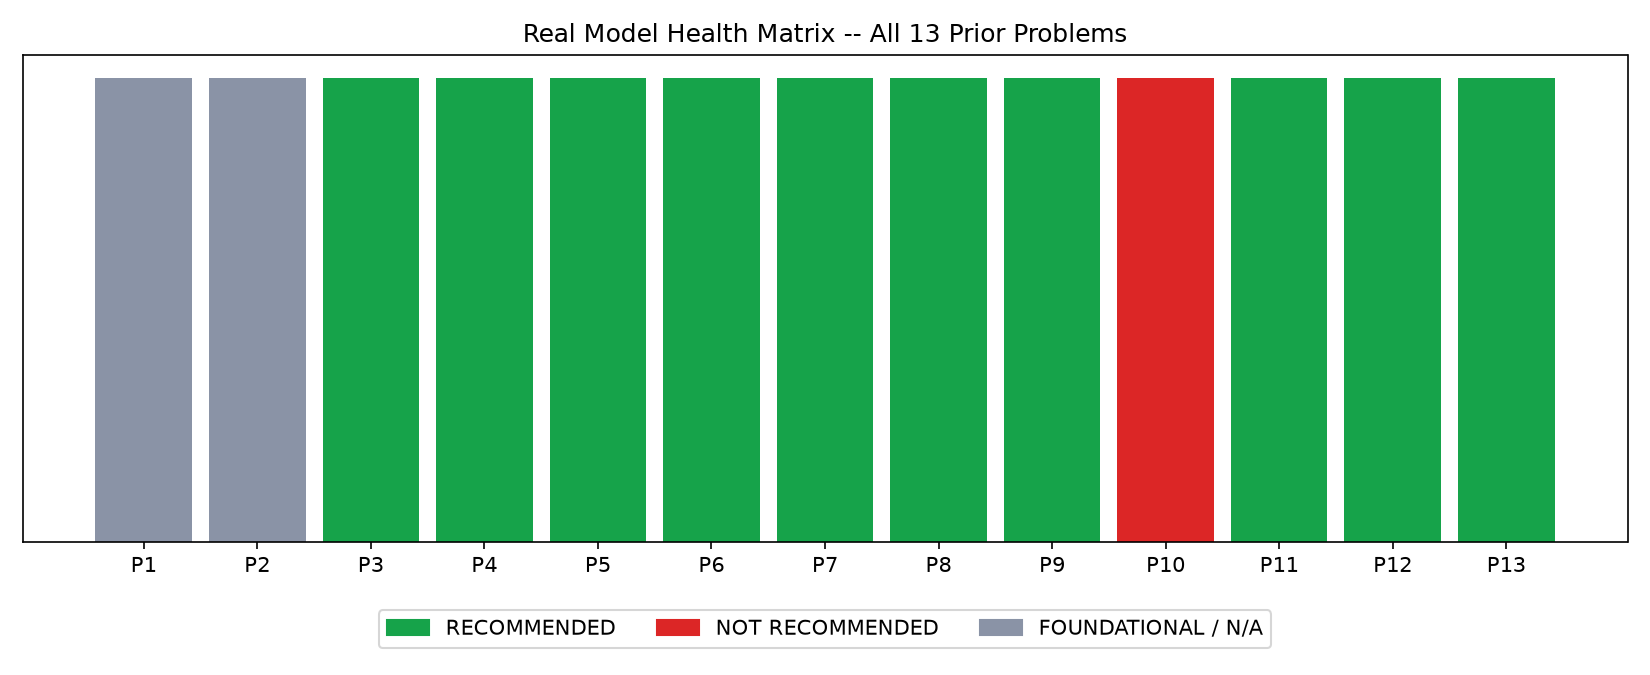 Real Model Health Matrix -- All 13 Prior Problems
P1 P2 P3 P4 P5 P6 P7 P8 P9 P10 P11 P12 P13
RECOMMENDED NOT RECOMMENDED FOUNDATIONAL / N/A